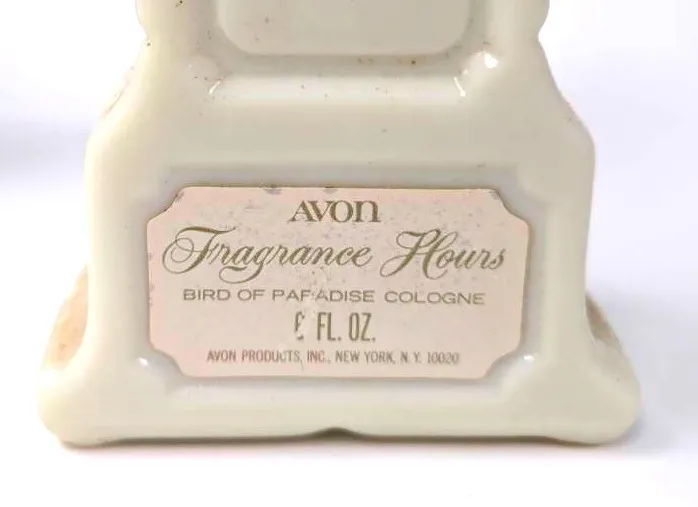 AVON
Fragrance Hours
BIRD OF PARADISE COLOGNE
FL. OZ.
AVON PRODUCTS, INC., NEW YORK, N.Y. 10020